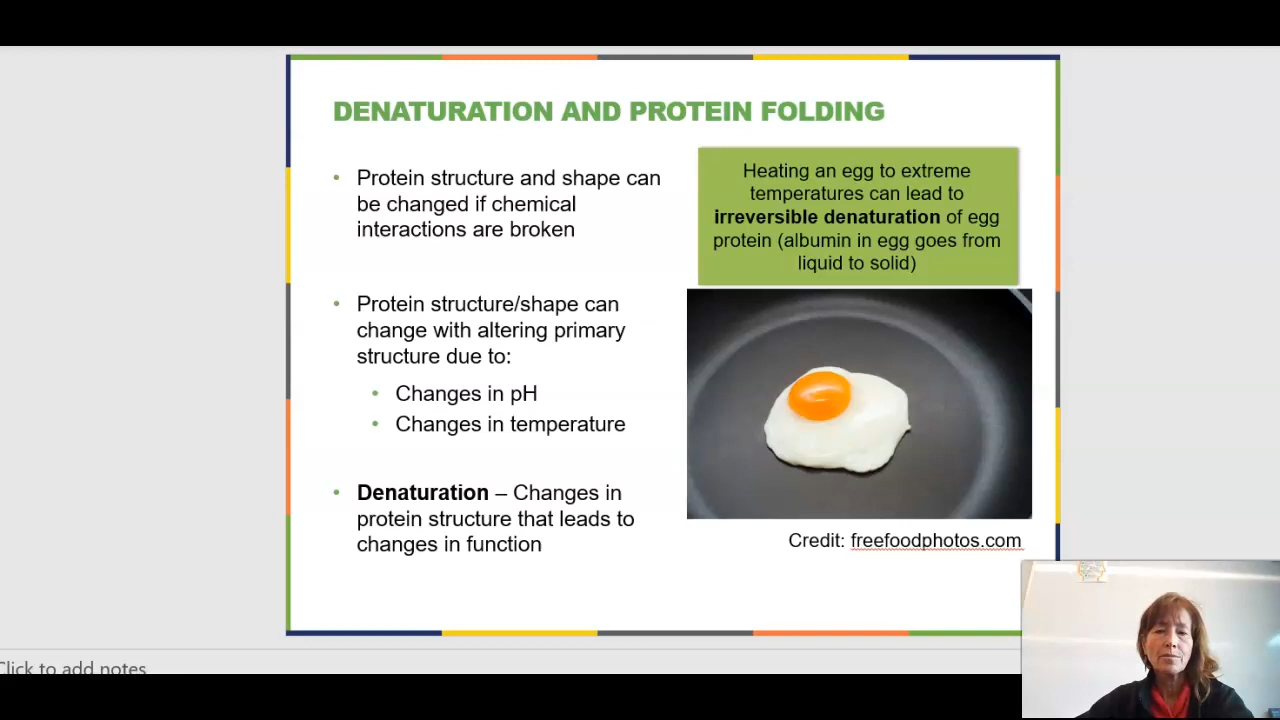 DENATURATION AND PROTEIN FOLDING
• Protein structure and shape can
be changed if chemical
interactions are broken
• Protein structure/shape can
change with altering primary
structure due to:
• Changes in pH
• Changes in temperature
• Denaturation – Changes in
protein structure that leads to
changes in function
Heating an egg to extreme
temperatures can lead to
irreversible denaturation of egg
protein (albumin in egg goes from
liquid to solid)
Credit: freefoodphotos.com
Click to add notes